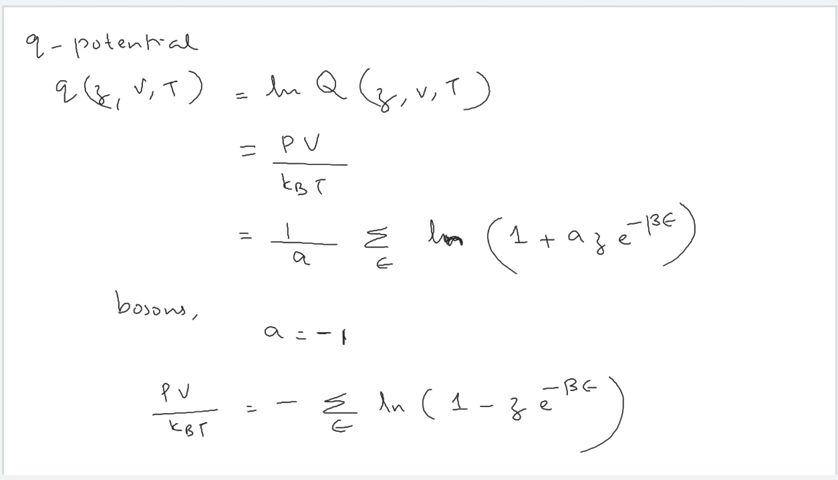 q-potential
q(z, V, T) = ln Q (z, V, T)
= PV / k_B T
= 1/a Σ_ϵ ln (1 + a z e^{-βϵ})
bosons,
a = -1
PV / k_B T = - Σ_ϵ ln (1 - z e^{-βϵ})